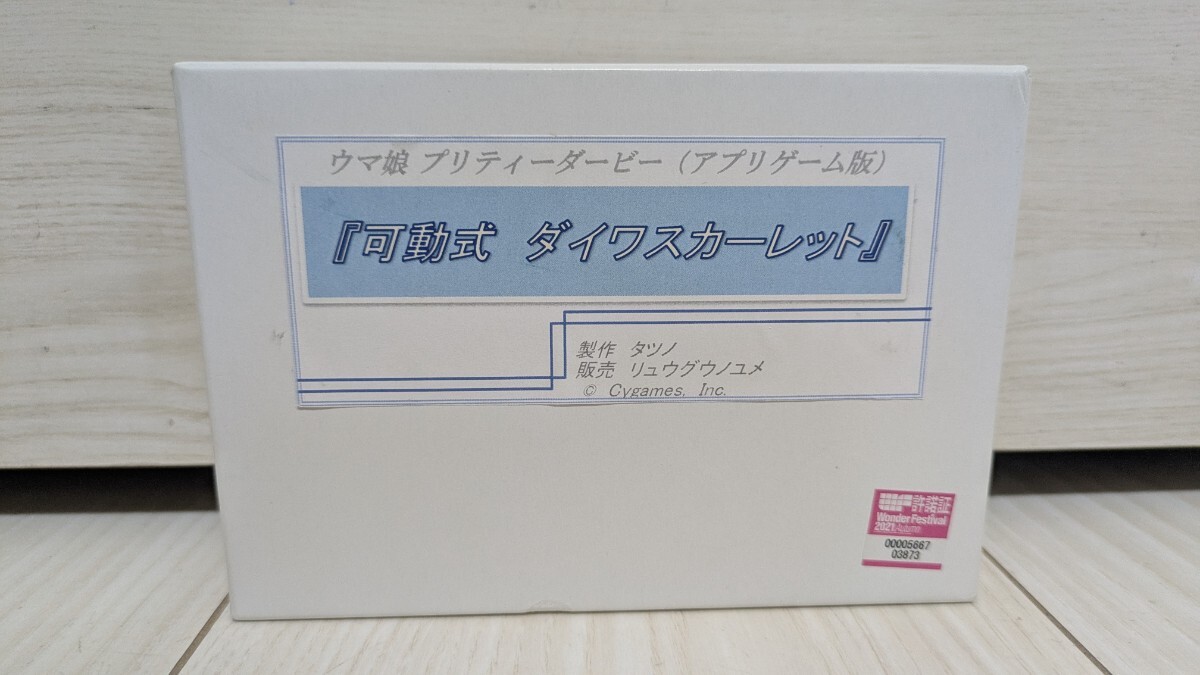 ウマ娘 プリティーダービー（アプリゲーム版）
『可動式　ダイワスカーレット』
製作　タツノ
販売　リュウグウノユメ
© Cygames, Inc.
WF 許諾証
Wonder Festival
2021 Autumn
00005667
03873